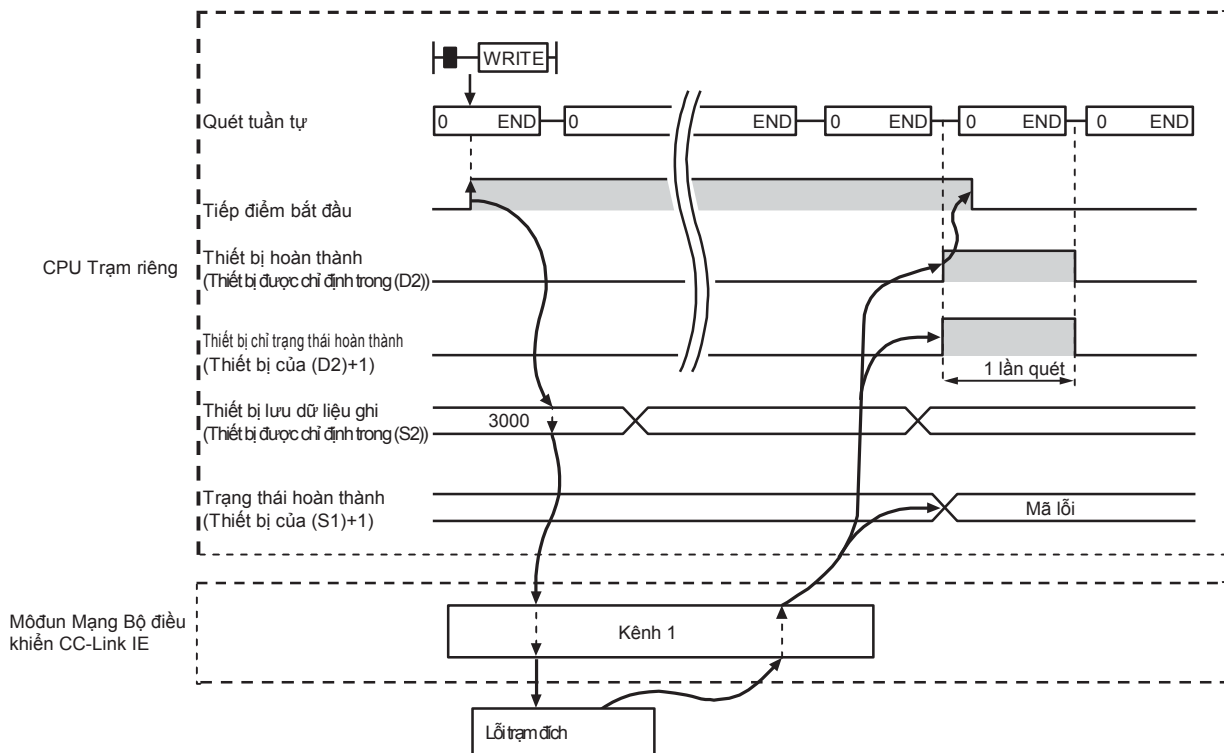 WRITE
Quét tuần tự
0 END 0 END 0 END 0 END 0 END
Tiếp điểm bắt đầu
CPU Trạm riêng
Thiết bị hoàn thành
(Thiết bị được chỉ định trong (D2))
Thiết bị chỉ trạng thái hoàn thành
(Thiết bị của (D2)+1)
1 lần quét
Thiết bị lưu dữ liệu ghi
(Thiết bị được chỉ định trong (S2))
3000
Trạng thái hoàn thành
(Thiết bị của (S1)+1)
Mã lỗi
Môđun Mạng Bộ điều
khiển CC-Link IE
Kênh 1
Lỗi trạm đích